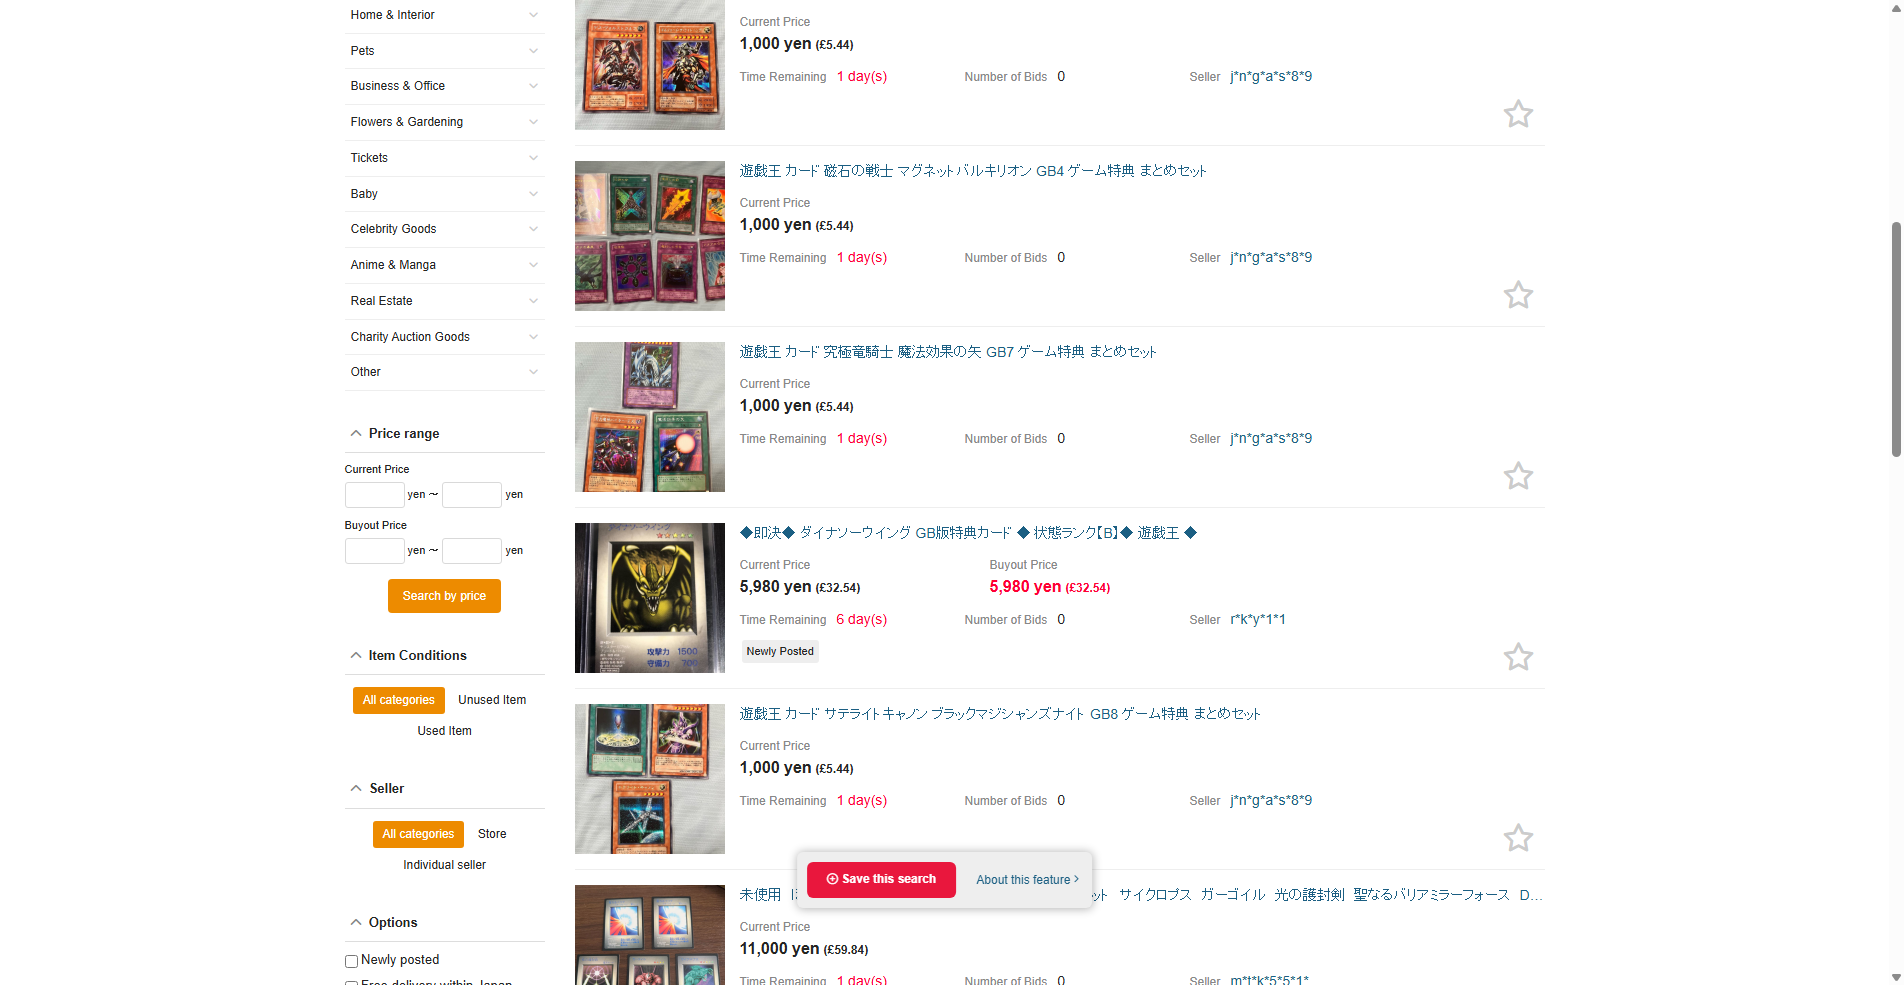 Home & Interior
Pets
Business & Office
Flowers & Gardening
Tickets
Baby
Celebrity Goods
Anime & Manga
Real Estate
Charity Auction Goods
Other
Price range
Current Price
yen ～ yen
Buyout Price
yen ～ yen
Search by price
Item Conditions
All categories Unused Item
Used Item
Seller
All categories Store
Individual seller
Options
Newly posted
Free delivery within Japan
Current Price
1,000 yen (£5.44)
Time Remaining 1 day(s) Number of Bids 0 Seller j*n*g*a*s*8*9
遊戯王 カード 磁石の戦士 マグネットバルキリオン GB4 ゲーム特典 まとめセット
Current Price
1,000 yen (£5.44)
Time Remaining 1 day(s) Number of Bids 0 Seller j*n*g*a*s*8*9
遊戯王 カード 究極竜騎士 魔法効果の矢 GB7 ゲーム特典 まとめセット
Current Price
1,000 yen (£5.44)
Time Remaining 1 day(s) Number of Bids 0 Seller j*n*g*a*s*8*9
◆即決◆ ダイナソーウイング GB版特典カード ◆ 状態ランク【B】◆ 遊戯王 ◆
Current Price Buyout Price
5,980 yen (£32.54) 5,980 yen (£32.54)
Time Remaining 6 day(s) Number of Bids 0 Seller r*k*y*1*1
Newly Posted
攻撃力 1500
守備力 700
遊戯王 カード サテライトキャノン ブラックマジシャンズナイト GB8 ゲーム特典 まとめセット
Current Price
1,000 yen (£5.44)
Time Remaining 1 day(s) Number of Bids 0 Seller j*n*g*a*s*8*9
Save this search About this feature
未使用 ット サイクロプス ガーゴイル 光の護封剣 聖なるバリアミラーフォース D...
Current Price
11,000 yen (£59.84)
Time Remaining 1 day(s) Number of Bids 0 Seller m*t*k*5*5*1*